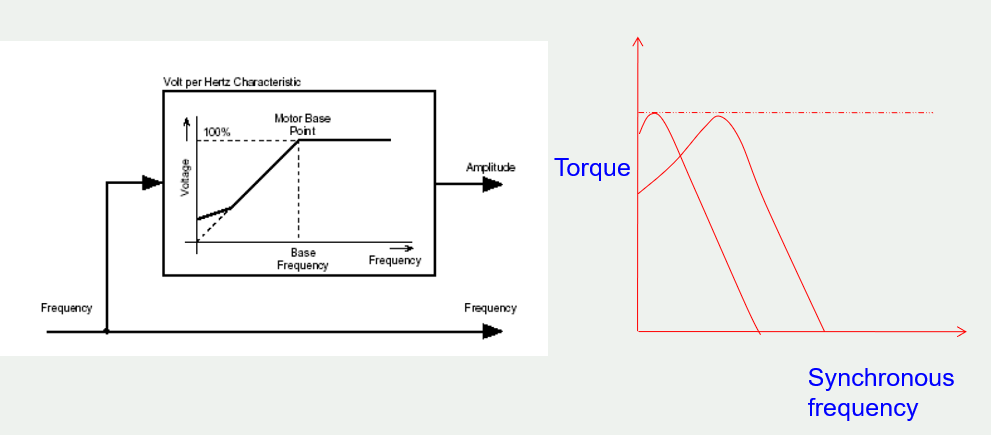 Volt per Hertz Characteristic
Motor Base
Point
100%
Voltage
Base
Frequency
Frequency
Amplitude
Frequency
Frequency
Torque
Synchronous
frequency